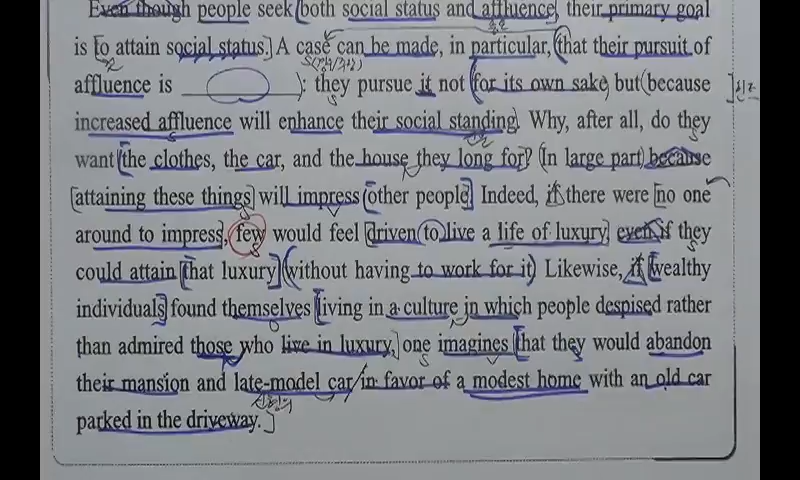 Even though people seek both social status and affluence, their primary goal
is to attain social status. A case can be made, in particular, that their pursuit of
affluence is __________: they pursue it not for its own sake but because
increased affluence will enhance their social standing. Why, after all, do they
want the clothes, the car, and the house they long for? In large part because
attaining these things will impress other people. Indeed, if there were no one
around to impress, few would feel driven to live a life of luxury, even if they
could attain that luxury without having to work for it. Likewise, if wealthy
individuals found themselves living in a culture in which people despised rather
than admired those who live in luxury, one imagines that they would abandon
their mansion and late-model car in favor of a modest home with an old car
parked in the driveway.